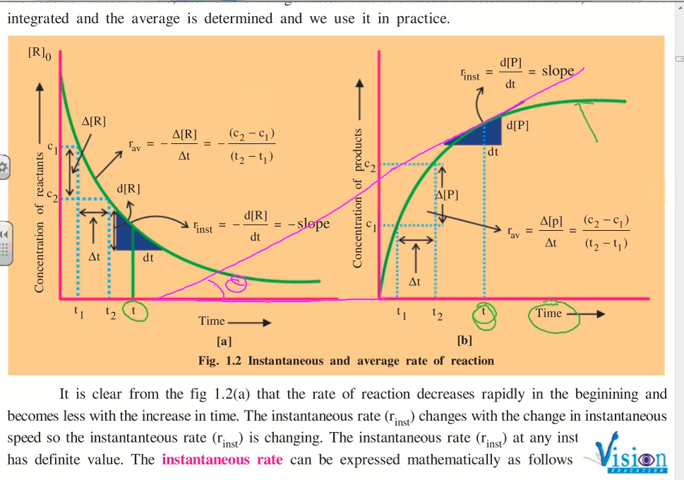 integrated and the average is determined and we use it in practice.
[R]0
Δ[R]
c1
rav = − Δ[R] / Δt = − (c2 − c1) / (t2 − t1)
Concentration of reactants
c2
d[R]
rinst = − d[R] / dt = − slope
Δt
dt
t1 t2 t
Time
[a]
rinst = d[P] / dt = slope
d[P]
dt
Concentration of products
c2
Δ[P]
c1
rav = Δ[p] / Δt = (c2 − c1) / (t2 − t1)
Δt
t1 t2 t Time
[b]
Fig. 1.2 Instantaneous and average rate of reaction
It is clear from the fig 1.2(a) that the rate of reaction decreases rapidly in the beginining and
becomes less with the increase in time. The instantaneous rate (rinst) changes with the change in instantaneous
speed so the instantanteous rate (rinst) is changing. The instantaneous rate (rinst) at any inst
has definite value. The instantaneous rate can be expressed mathematically as follows
Vision
EDUCATION